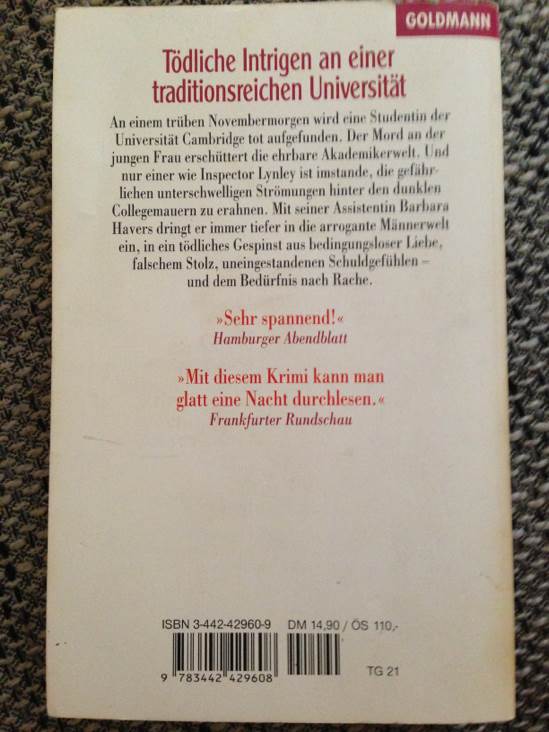 GOLDMANN
Tödliche Intrigen an einer
traditionsreichen Universität
An einem trüben Novembermorgen wird eine Studentin der
Universität Cambridge tot aufgefunden. Der Mord an der
jungen Frau erschüttert die ehrbare Akademikerwelt. Und
nur einer wie Inspector Lynley ist imstande, die gefähr-
lichen unterschwelligen Strömungen hinter den dunklen
Collegemauern zu erahnen. Mit seiner Assistentin Barbara
Havers dringt er immer tiefer in die arrogante Männerwelt
ein, in ein tödliches Gespinst aus bedingungsloser Liebe,
falschem Stolz, uneingestandenen Schuldgefühlen –
und dem Bedürfnis nach Rache.
»Sehr spannend!«
Hamburger Abendblatt
»Mit diesem Krimi kann man
glatt eine Nacht durchlesen.«
Frankfurter Rundschau
ISBN 3-442-42960-9 DM 14,90 / ÖS 110,-
9 783442 429608
TG 21